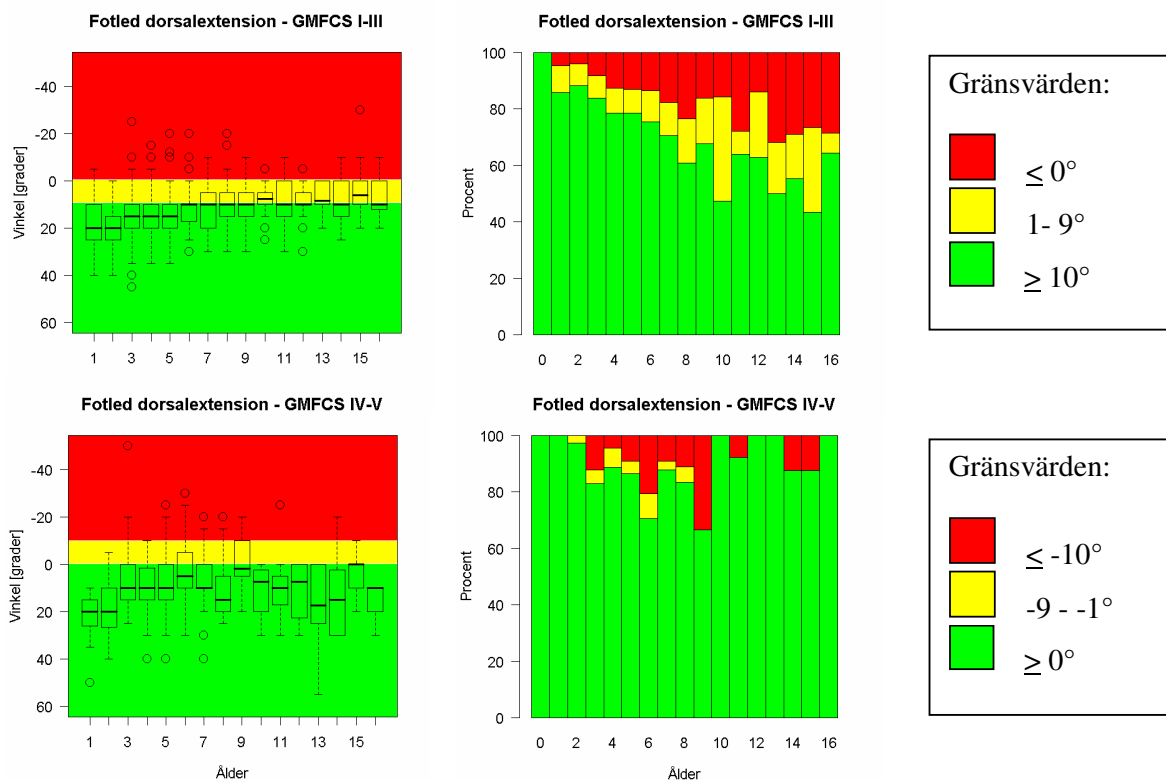 Fotled dorsalextension - GMFCS I-III
Vinkel [grader]
-40
-20
0
20
40
60
1 3 5 7 9 11 13 15
Fotled dorsalextension - GMFCS I-III
Procent
100
80
60
40
20
0
0 2 4 6 8 10 12 14 16
Gränsvärden:
≤ 0°
1- 9°
≥ 10°
Fotled dorsalextension - GMFCS IV-V
Vinkel [grader]
-40
-20
0
20
40
60
1 3 5 7 9 11 13 15
Ålder
Fotled dorsalextension - GMFCS IV-V
Procent
100
80
60
40
20
0
0 2 4 6 8 10 12 14 16
Ålder
Gränsvärden:
≤ -10°
-9 - -1°
≥ 0°